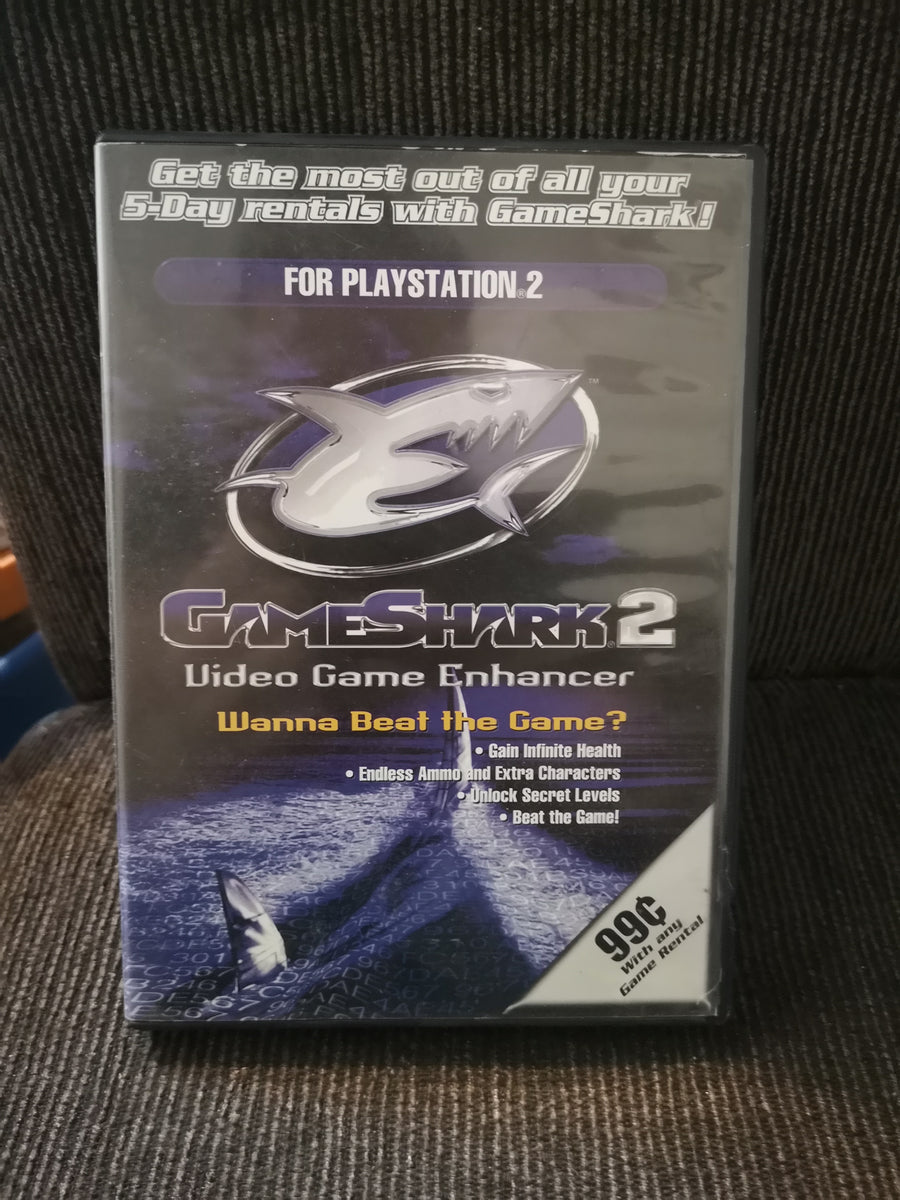 Get the most out of all your
5-Day rentals with GameShark!
FOR PLAYSTATION®2
™
GAMESHARK®2
Video Game Enhancer
Wanna Beat the Game?
• Gain Infinite Health
• Endless Ammo and Extra Characters
• Unlock Secret Levels
• Beat the Game!
99¢
With any
Game Rental